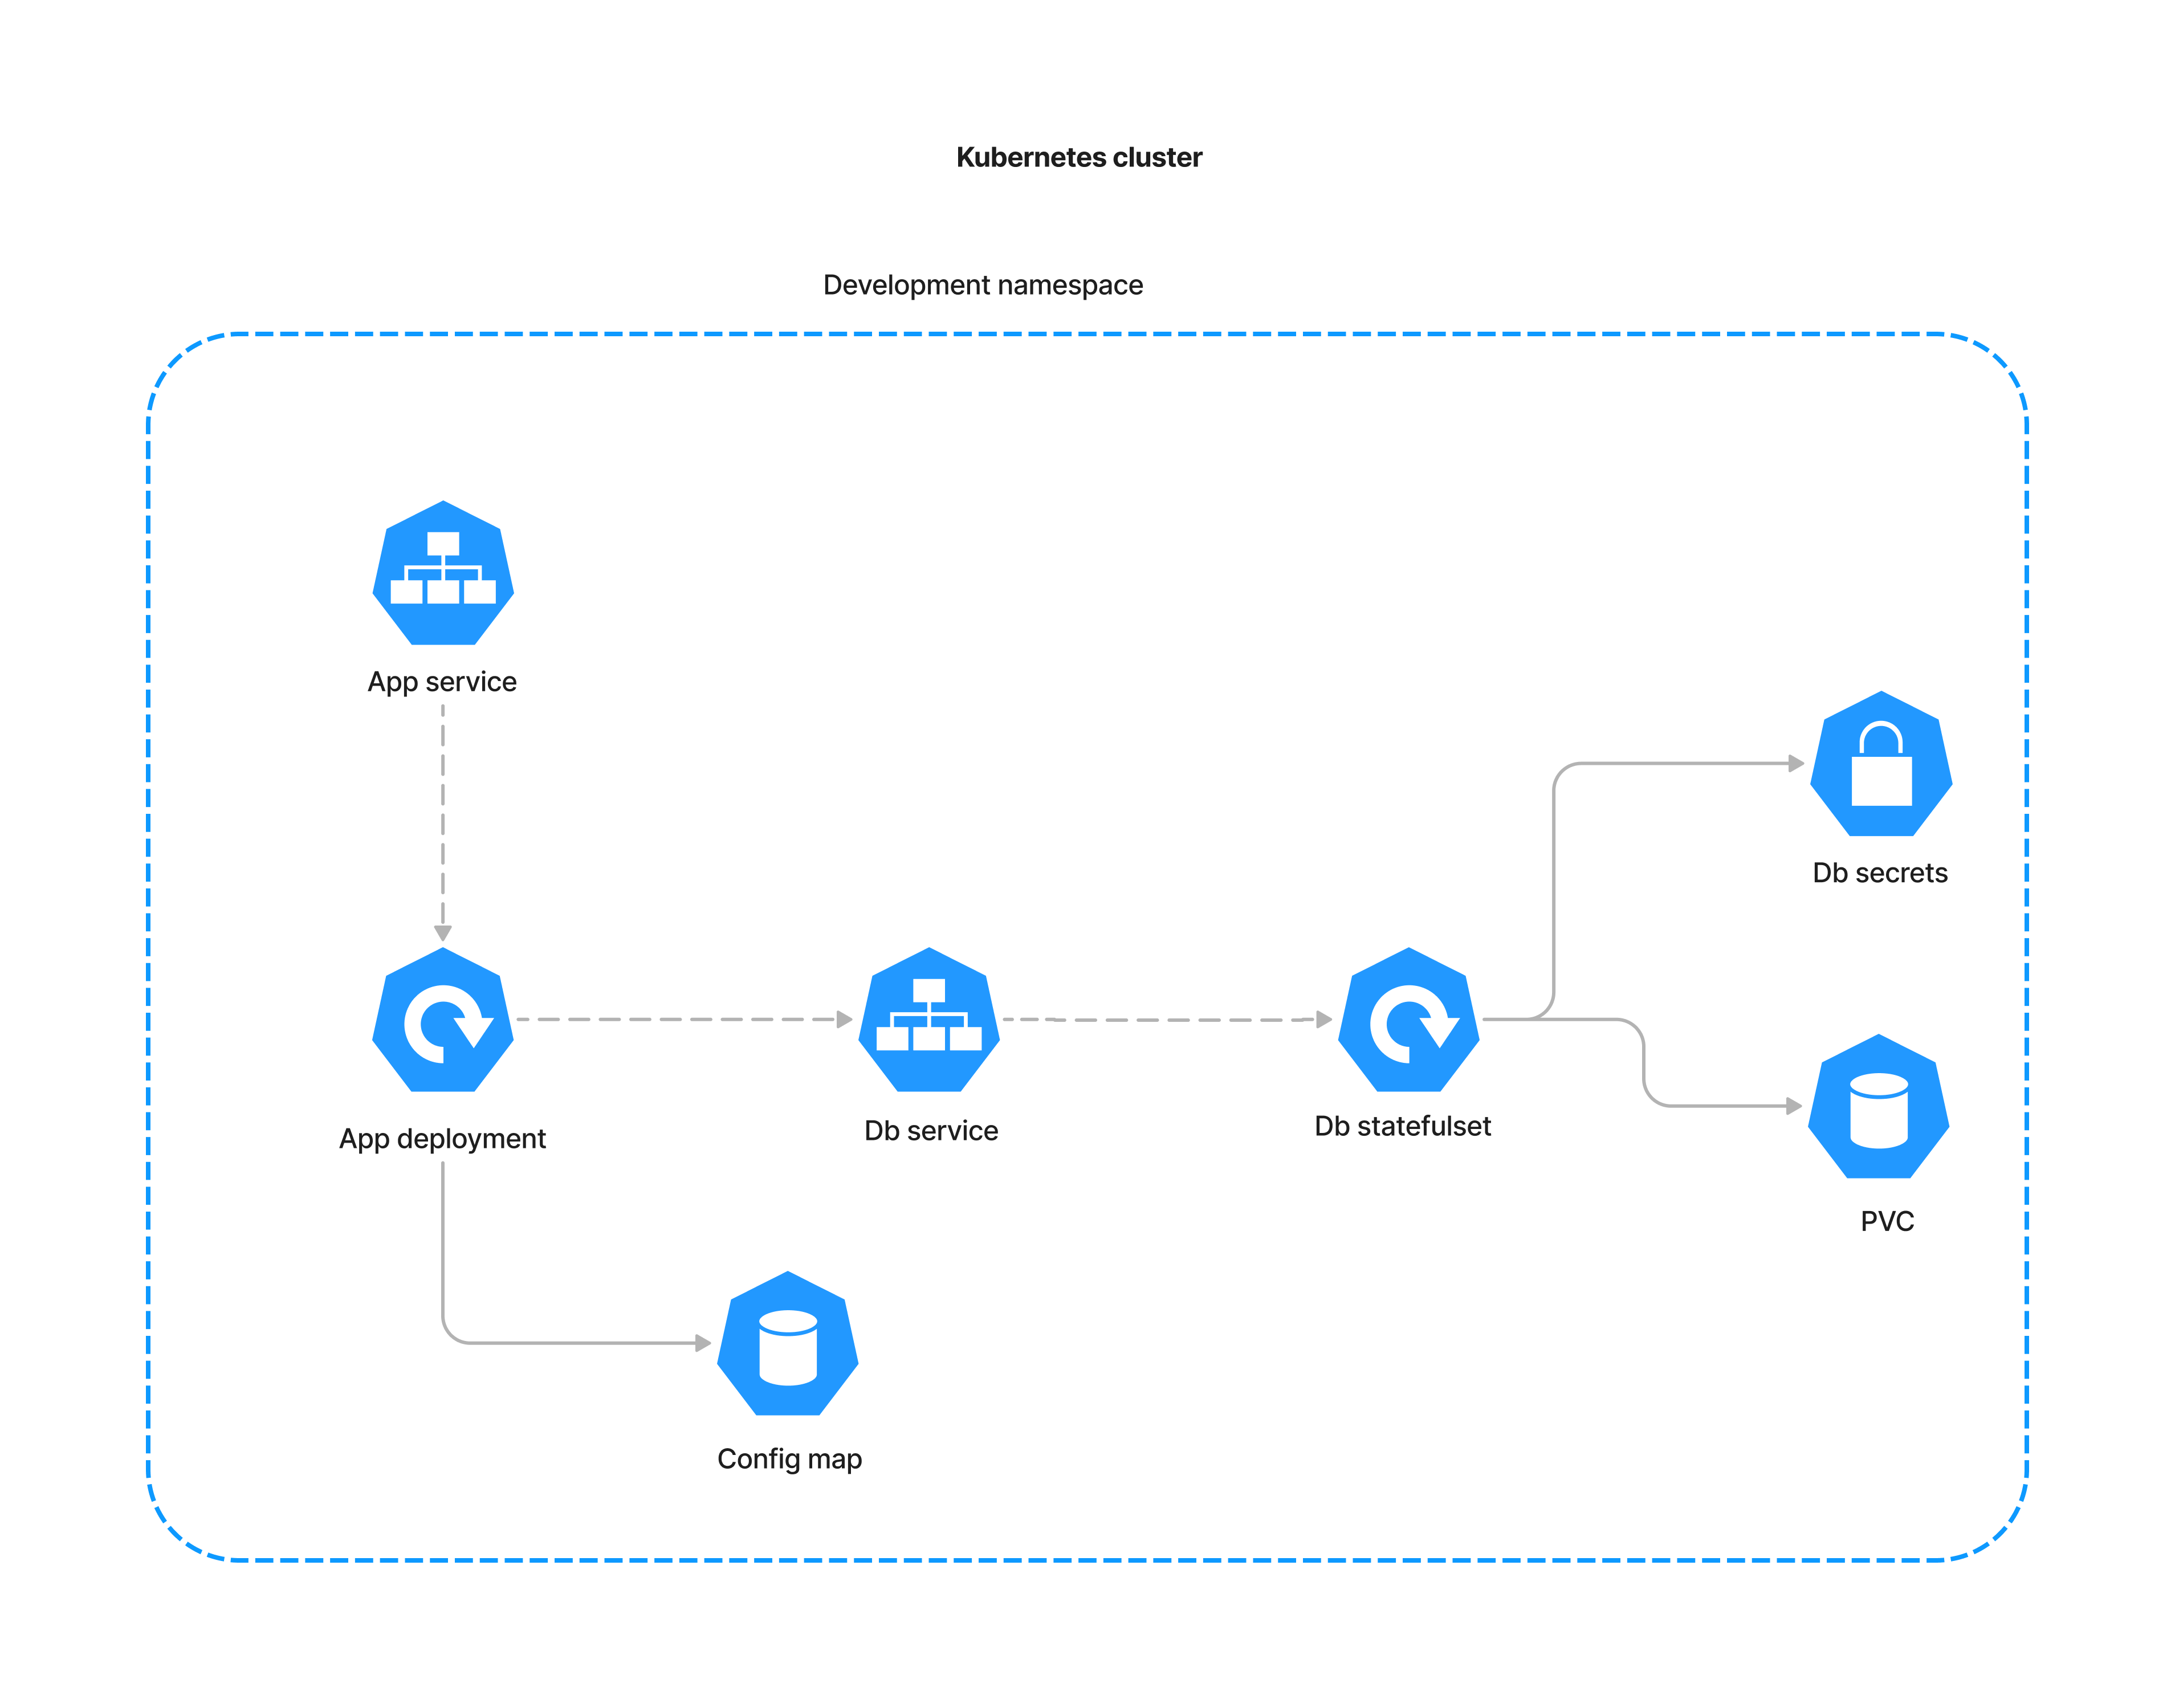 Kubernetes cluster
Development namespace
App service
Db secrets
App deployment
Db service
Db statefulset
PVC
Config map